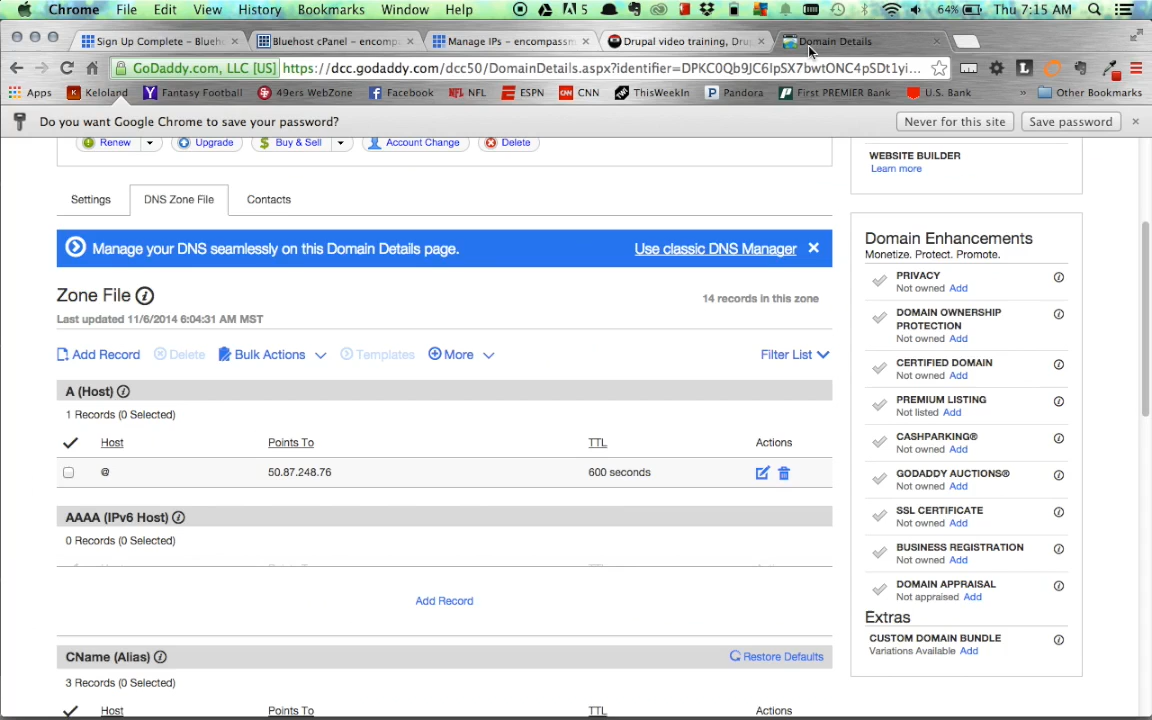 Chrome File Edit View History Bookmarks Window Help 5 64% Thu 7:15 AM
Sign Up Complete – Blueh Bluehost cPanel – encomp Manage IPs – encompassm Drupal video training, Dru Domain Details
GoDaddy.com, LLC [US] https://dcc.godaddy.com/dcc50/DomainDetails.aspx?identifier=DPKC0Qb9JC6IpSX7bwtONC4pSDt1yi...
Apps Keloland Fantasy Football 49ers WebZone Facebook NFL ESPN CNN ThisWeekIn Pandora First PREMIER Bank U.S. Bank » Other Bookmarks
Do you want Google Chrome to save your password? Never for this site Save password
Renew Upgrade Buy & Sell Account Change Delete
WEBSITE BUILDER
Learn more
Settings DNS Zone File Contacts
Manage your DNS seamlessly on this Domain Details page. Use classic DNS Manager
Zone File
14 records in this zone
Last updated 11/6/2014 6:04:31 AM MST
Add Record Delete Bulk Actions Templates More Filter List
A (Host)
1 Records (0 Selected)
Host Points To TTL Actions
@ 50.87.248.76 600 seconds
AAAA (IPv6 Host)
0 Records (0 Selected)
Add Record
CName (Alias) Restore Defaults
3 Records (0 Selected)
Host Points To TTL Actions
Domain Enhancements
Monetize. Protect. Promote.
PRIVACY
Not owned Add
DOMAIN OWNERSHIP
PROTECTION
Not owned Add
CERTIFIED DOMAIN
Not owned Add
PREMIUM LISTING
Not listed Add
CASHPARKING®
Not owned Add
GODADDY AUCTIONS®
Not owned Add
SSL CERTIFICATE
Not owned Add
BUSINESS REGISTRATION
Not owned Add
DOMAIN APPRAISAL
Not appraised Add
Extras
CUSTOM DOMAIN BUNDLE
Variations Available Add